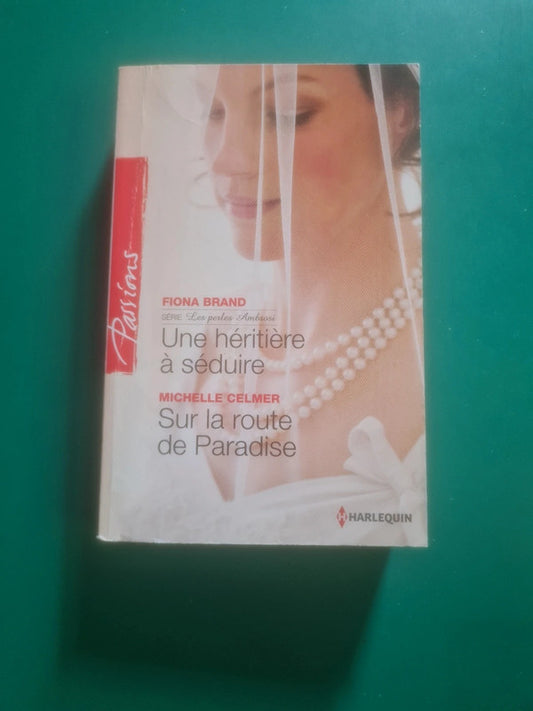 Passions
FIONA BRAND
SÉRIE Les perles Ambrosi
Une héritière
à séduire
MICHELLE CELMER
Sur la route
de Paradise
HARLEQUIN